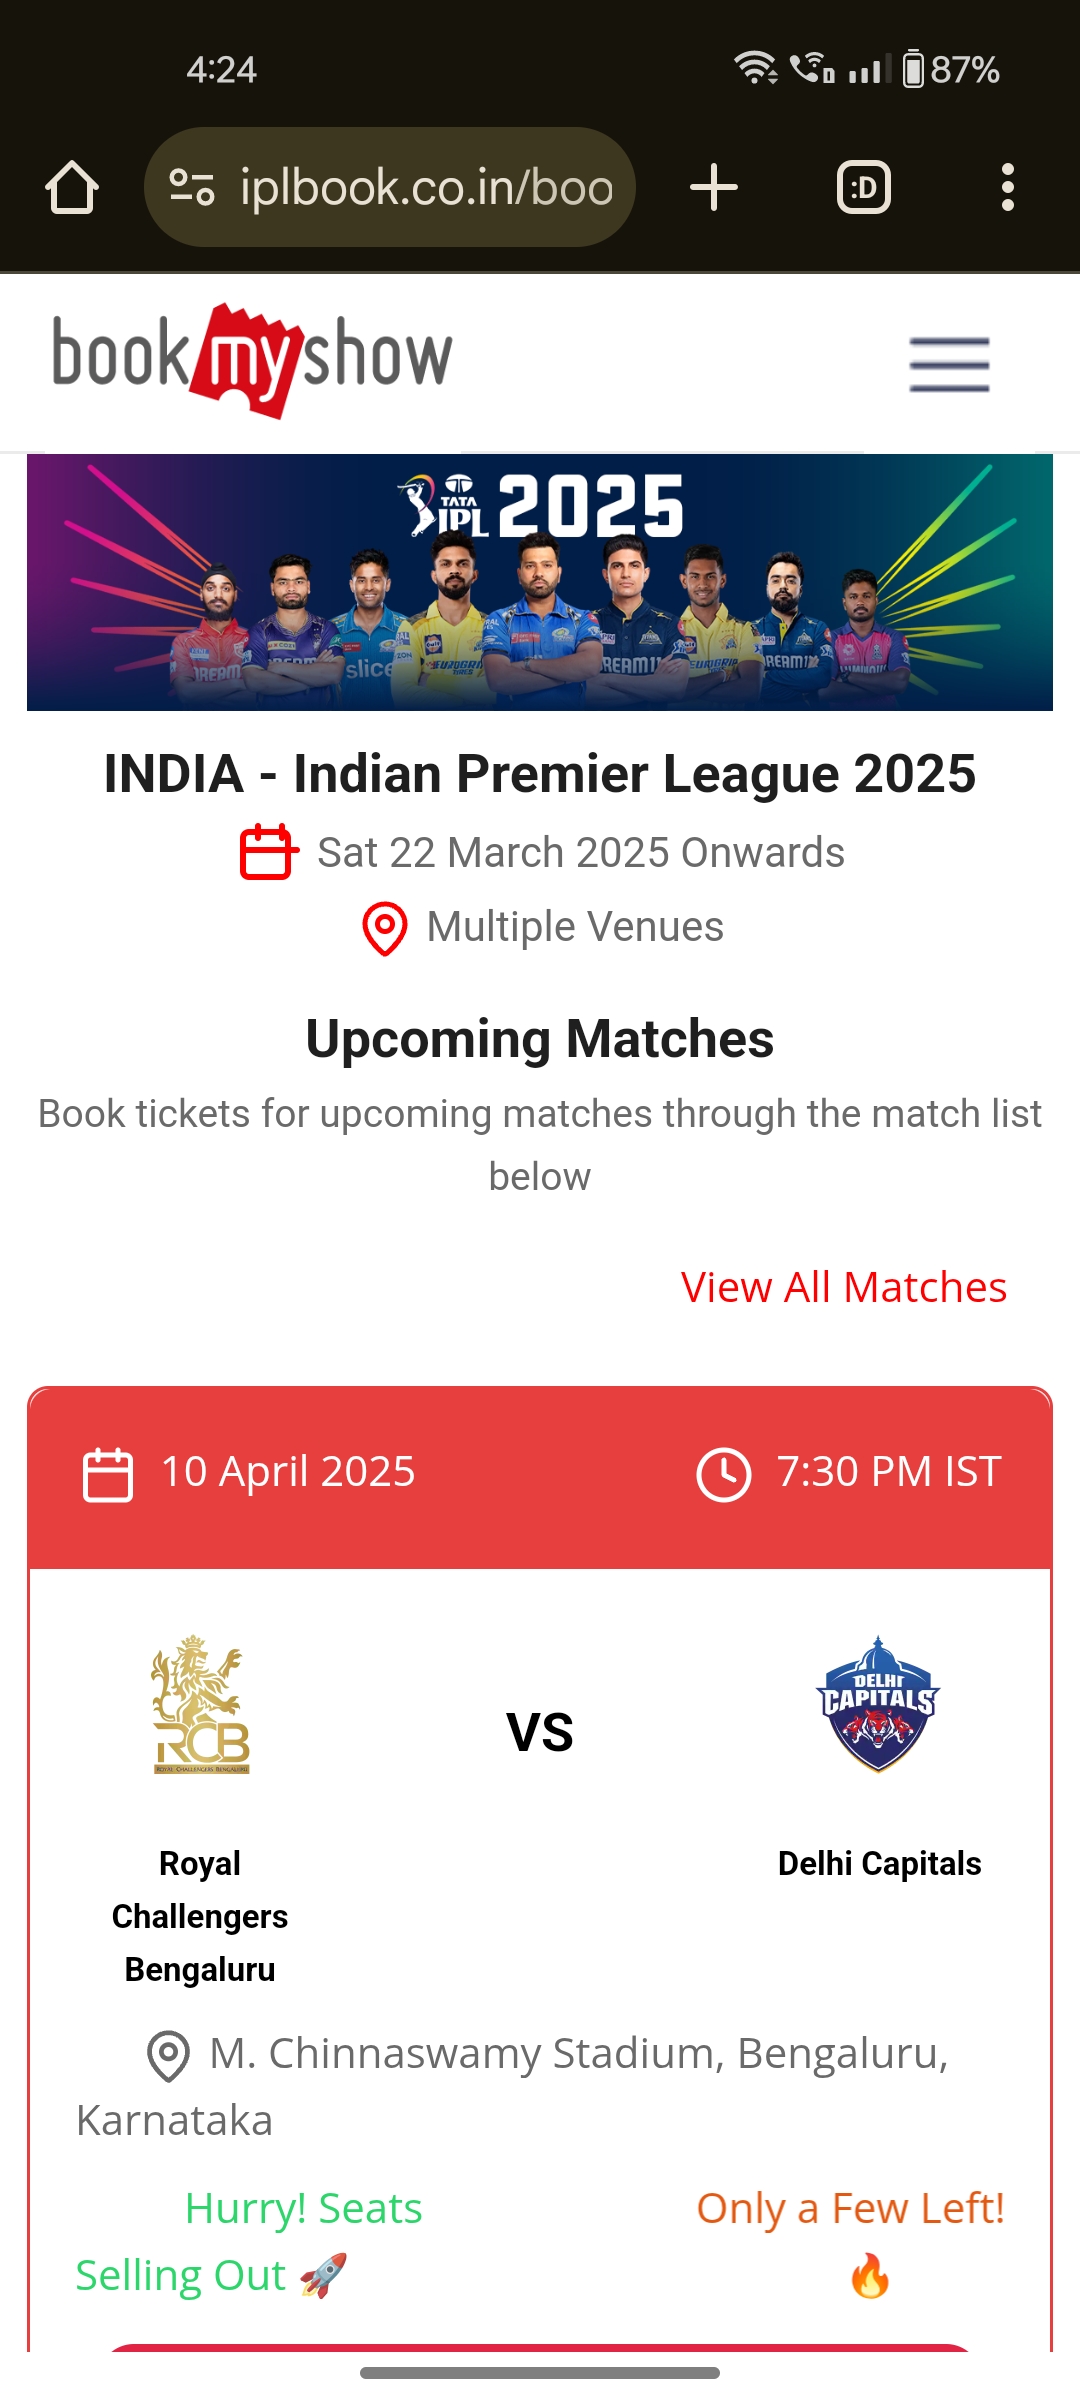 4:24
87%
iplbook.co.in/boo
:D
bookmyshow
TATA
IPL 2025
slice
INDIA - Indian Premier League 2025
Sat 22 March 2025 Onwards
Multiple Venues
Upcoming Matches
Book tickets for upcoming matches through the match list
below
View All Matches
10 April 2025
7:30 PM IST
RCB
ROYAL CHALLENGERS BENGALURU
VS
DELHI
CAPITALS
Royal
Challengers
Bengaluru
Delhi Capitals
M. Chinnaswamy Stadium, Bengaluru,
Karnataka
Hurry! Seats
Selling Out 🚀
Only a Few Left!
🔥